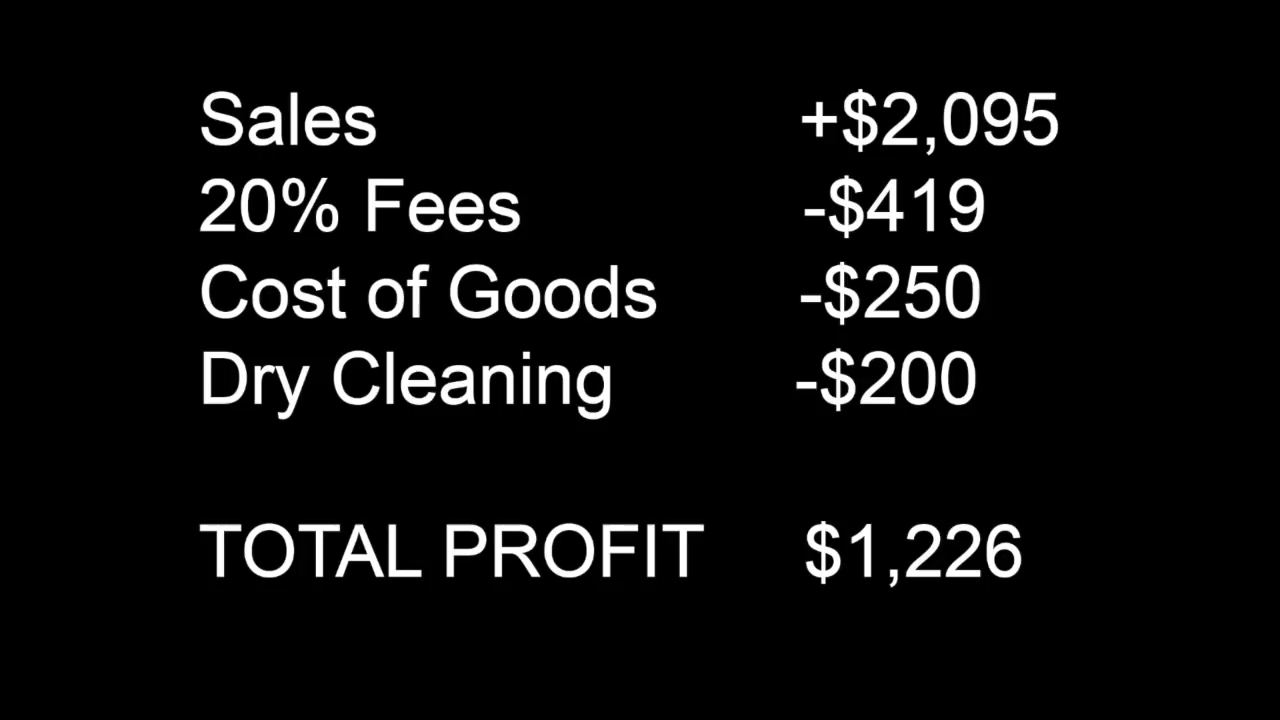 Sales +$2,095
20% Fees -$419
Cost of Goods -$250
Dry Cleaning -$200
TOTAL PROFIT $1,226